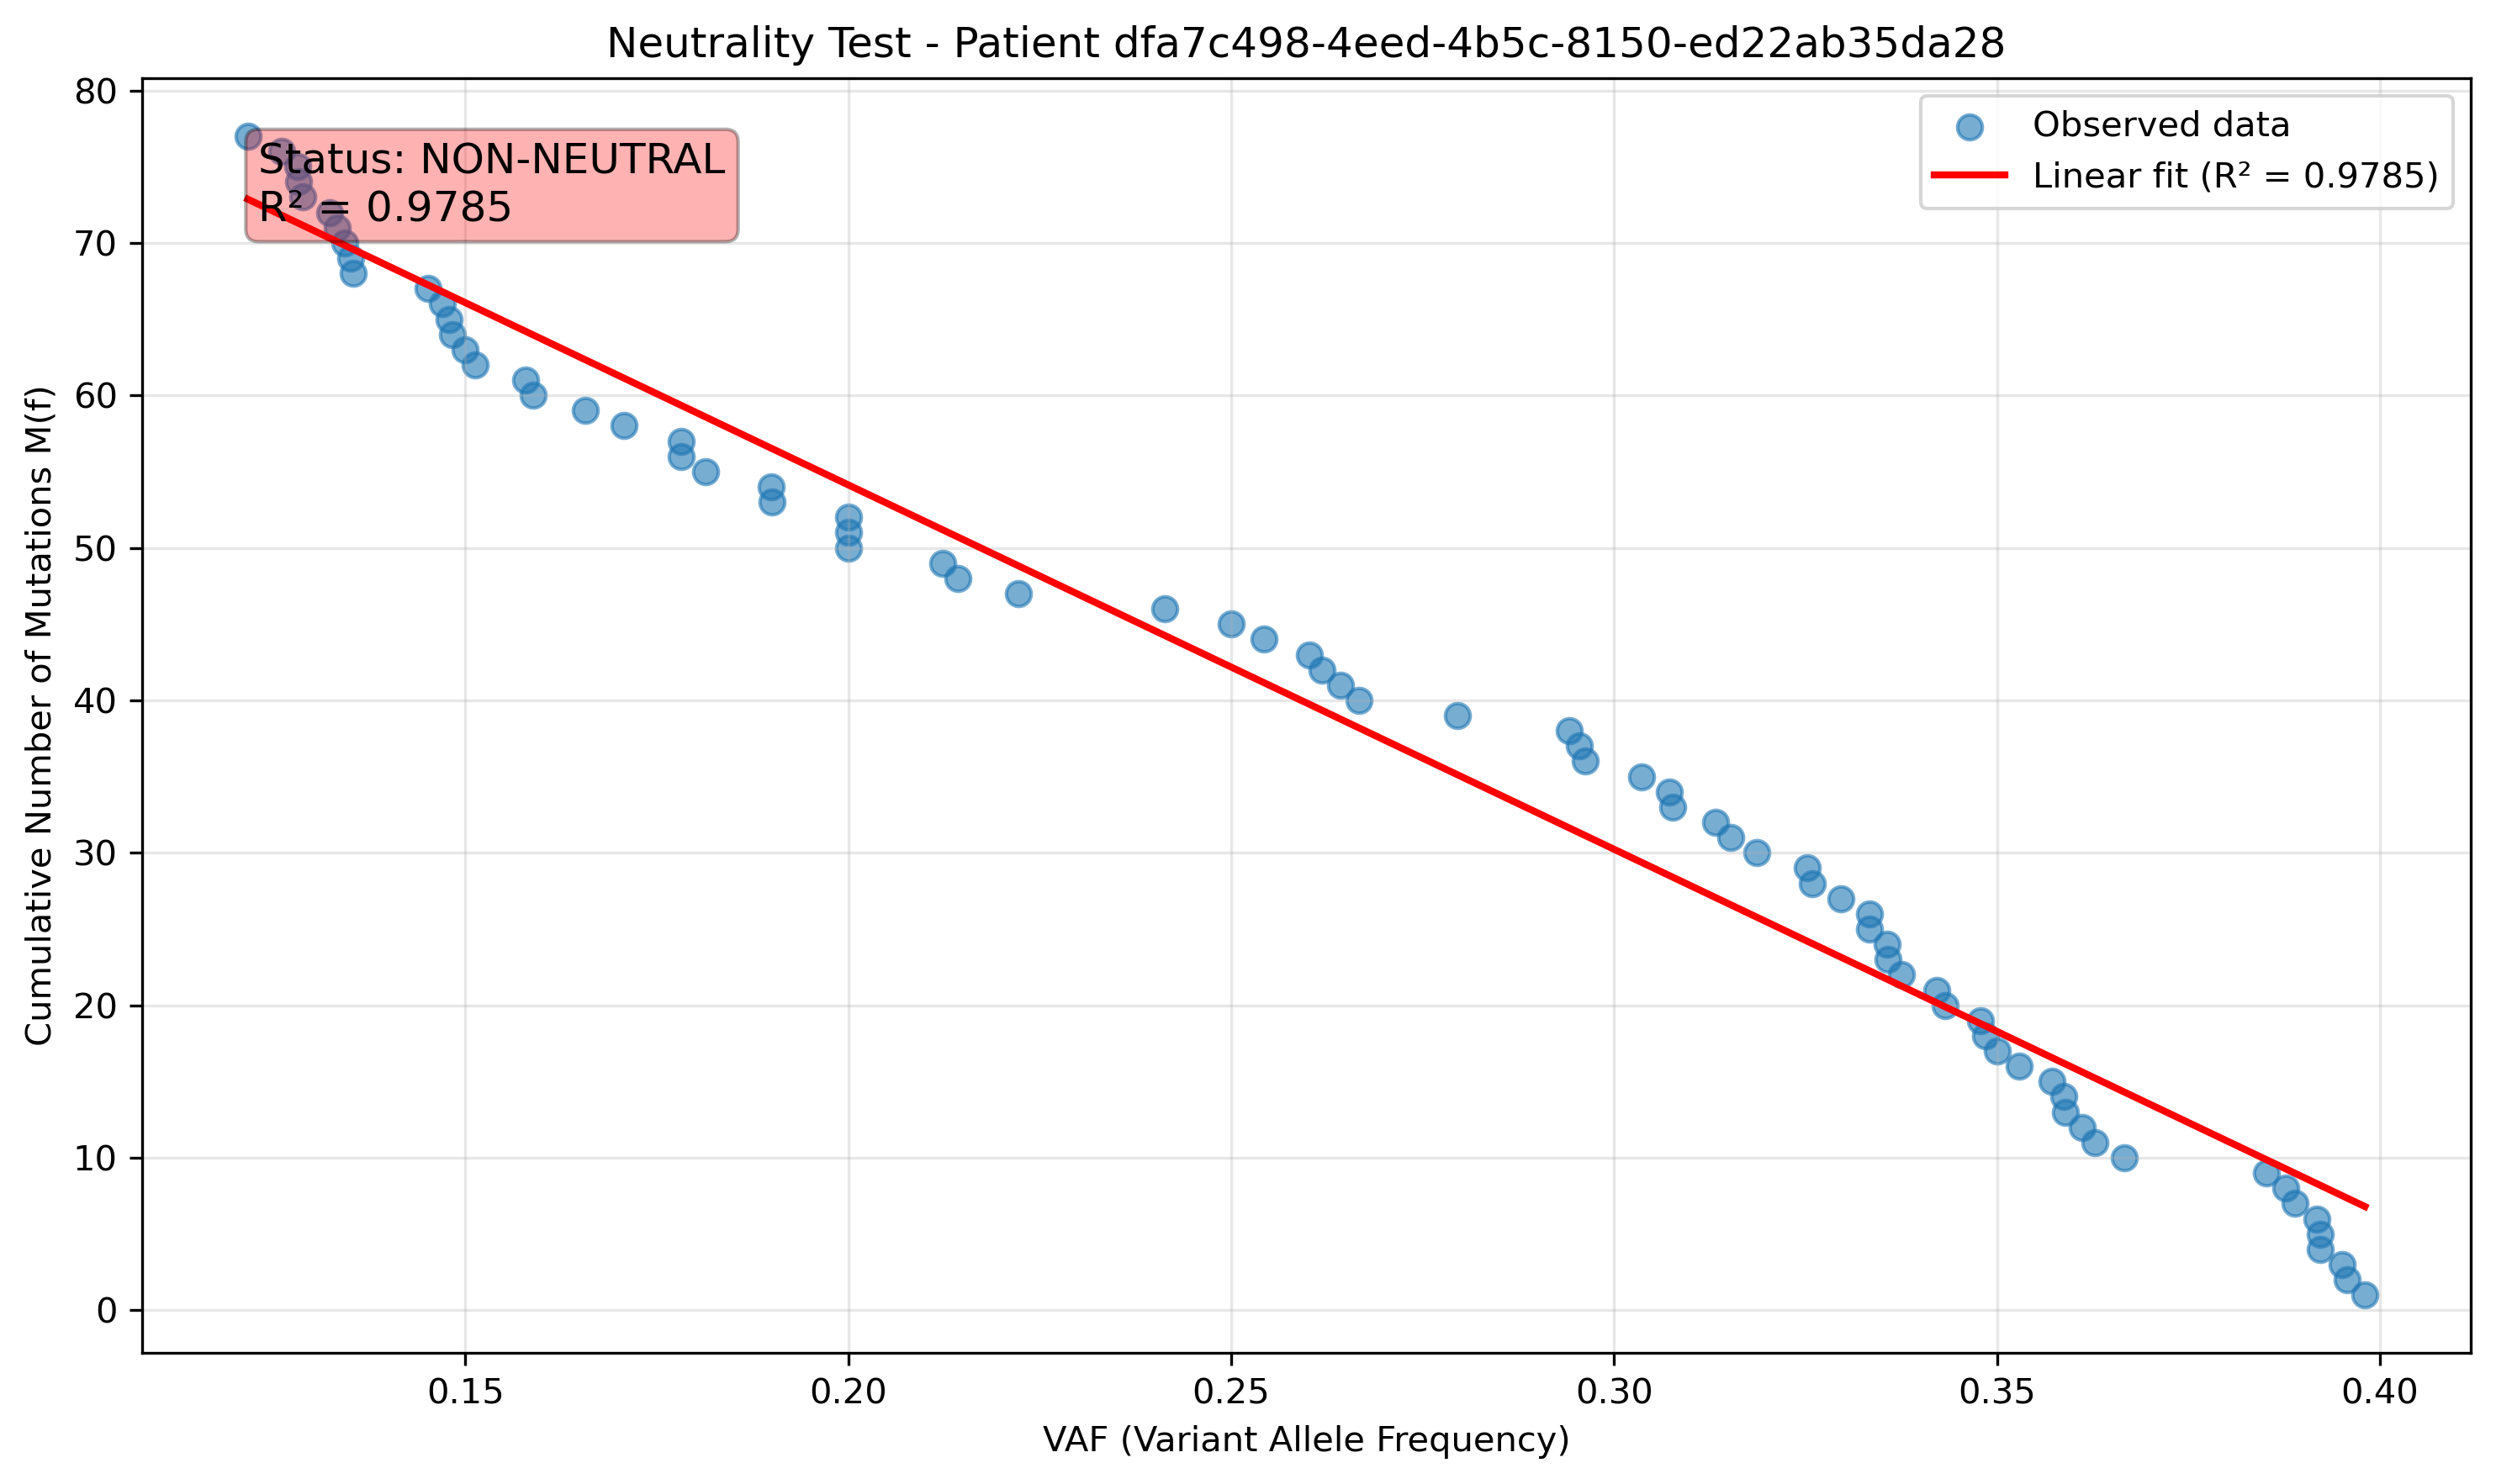 Neutrality Test - Patient dfa7c498-4eed-4b5c-8150-ed22ab35da28
Status: NON-NEUTRAL
R² = 0.9785
Observed data
Linear fit (R² = 0.9785)
Cumulative Number of Mutations M(f)
80
70
60
50
40
30
20
10
0
0.15 0.20 0.25 0.30 0.35 0.40
VAF (Variant Allele Frequency)